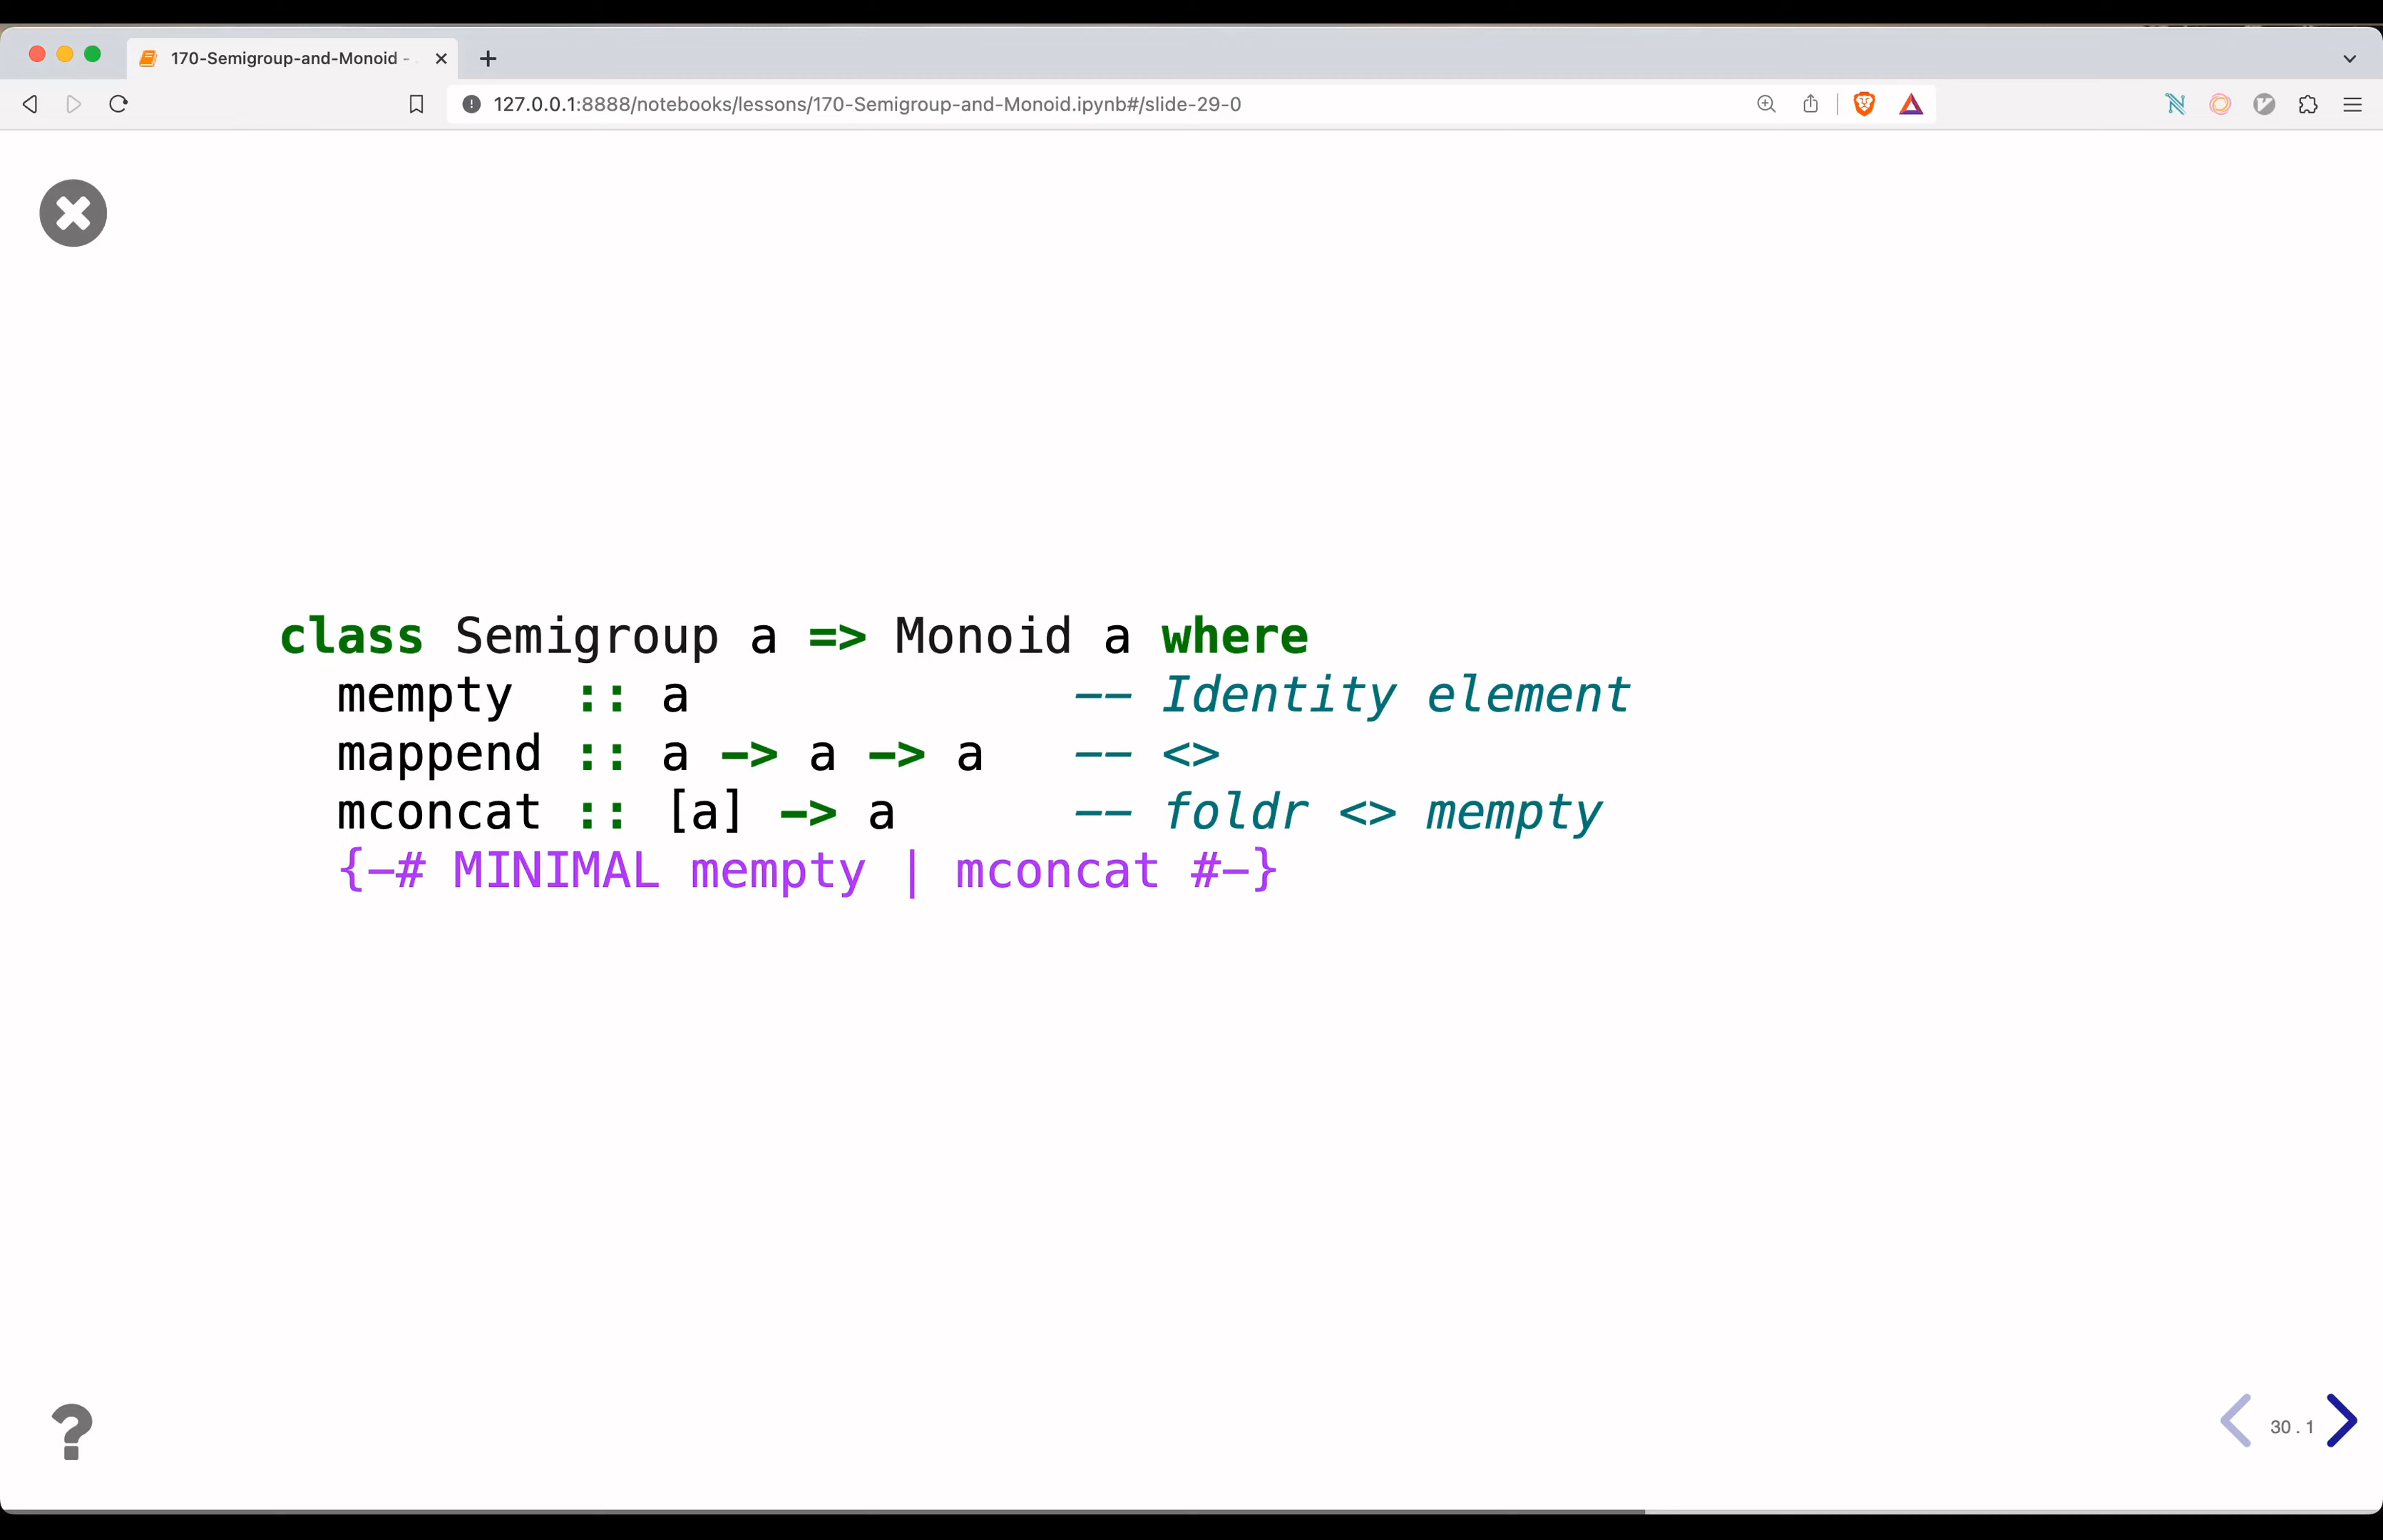 170-Semigroup-and-Monoid -
127.0.0.1:8888/notebooks/lessons/170-Semigroup-and-Monoid.ipynb#/slide-29-0
class Semigroup a => Monoid a where
  mempty  :: a             -- Identity element
  mappend :: a -> a -> a   -- <>
  mconcat :: [a] -> a      -- foldr <> mempty
  {-# MINIMAL mempty | mconcat #-}
?
30 . 1